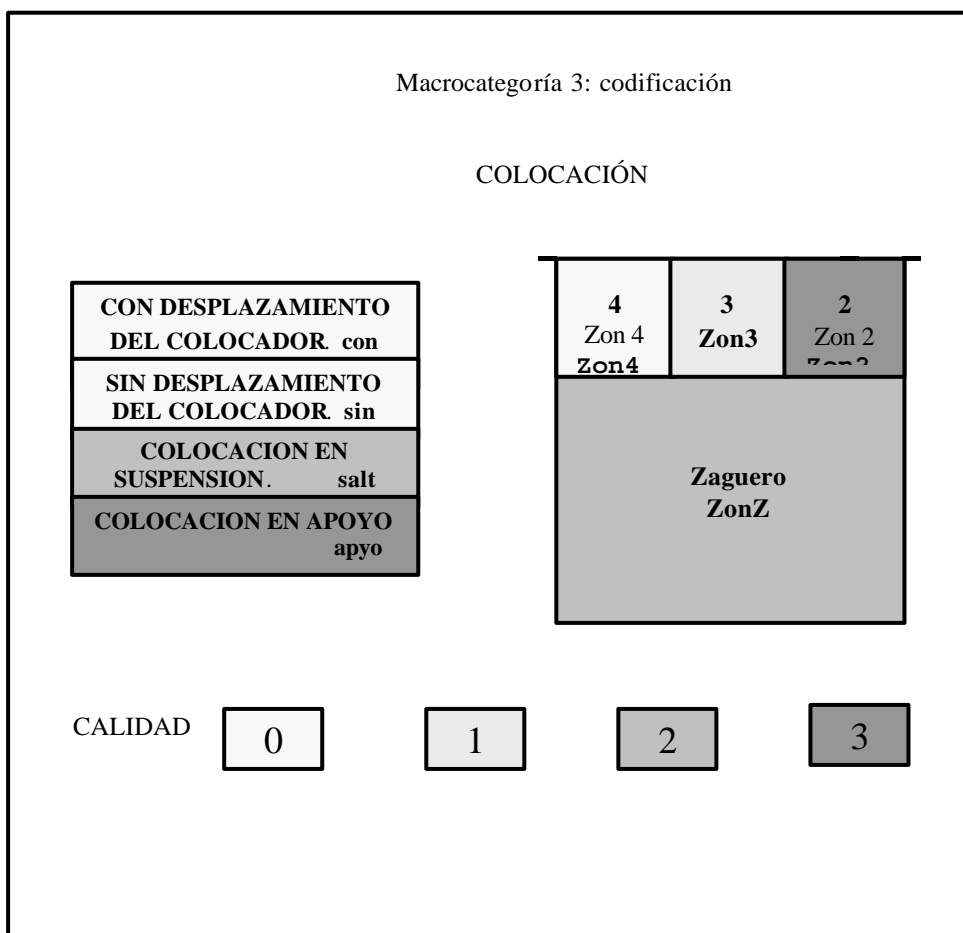 Macrocategoría 3: codificación
COLOCACIÓN
CON DESPLAZAMIENTO
DEL COLOCADOR. con
SIN DESPLAZAMIENTO
DEL COLOCADOR. sin
COLOCACION EN
SUSPENSION. salt
COLOCACION EN APOYO
apyo
4
Zon 4
Zon4
3
Zon3
2
Zon 2
Zon2
Zaguero
ZonZ
CALIDAD
0
1
2
3